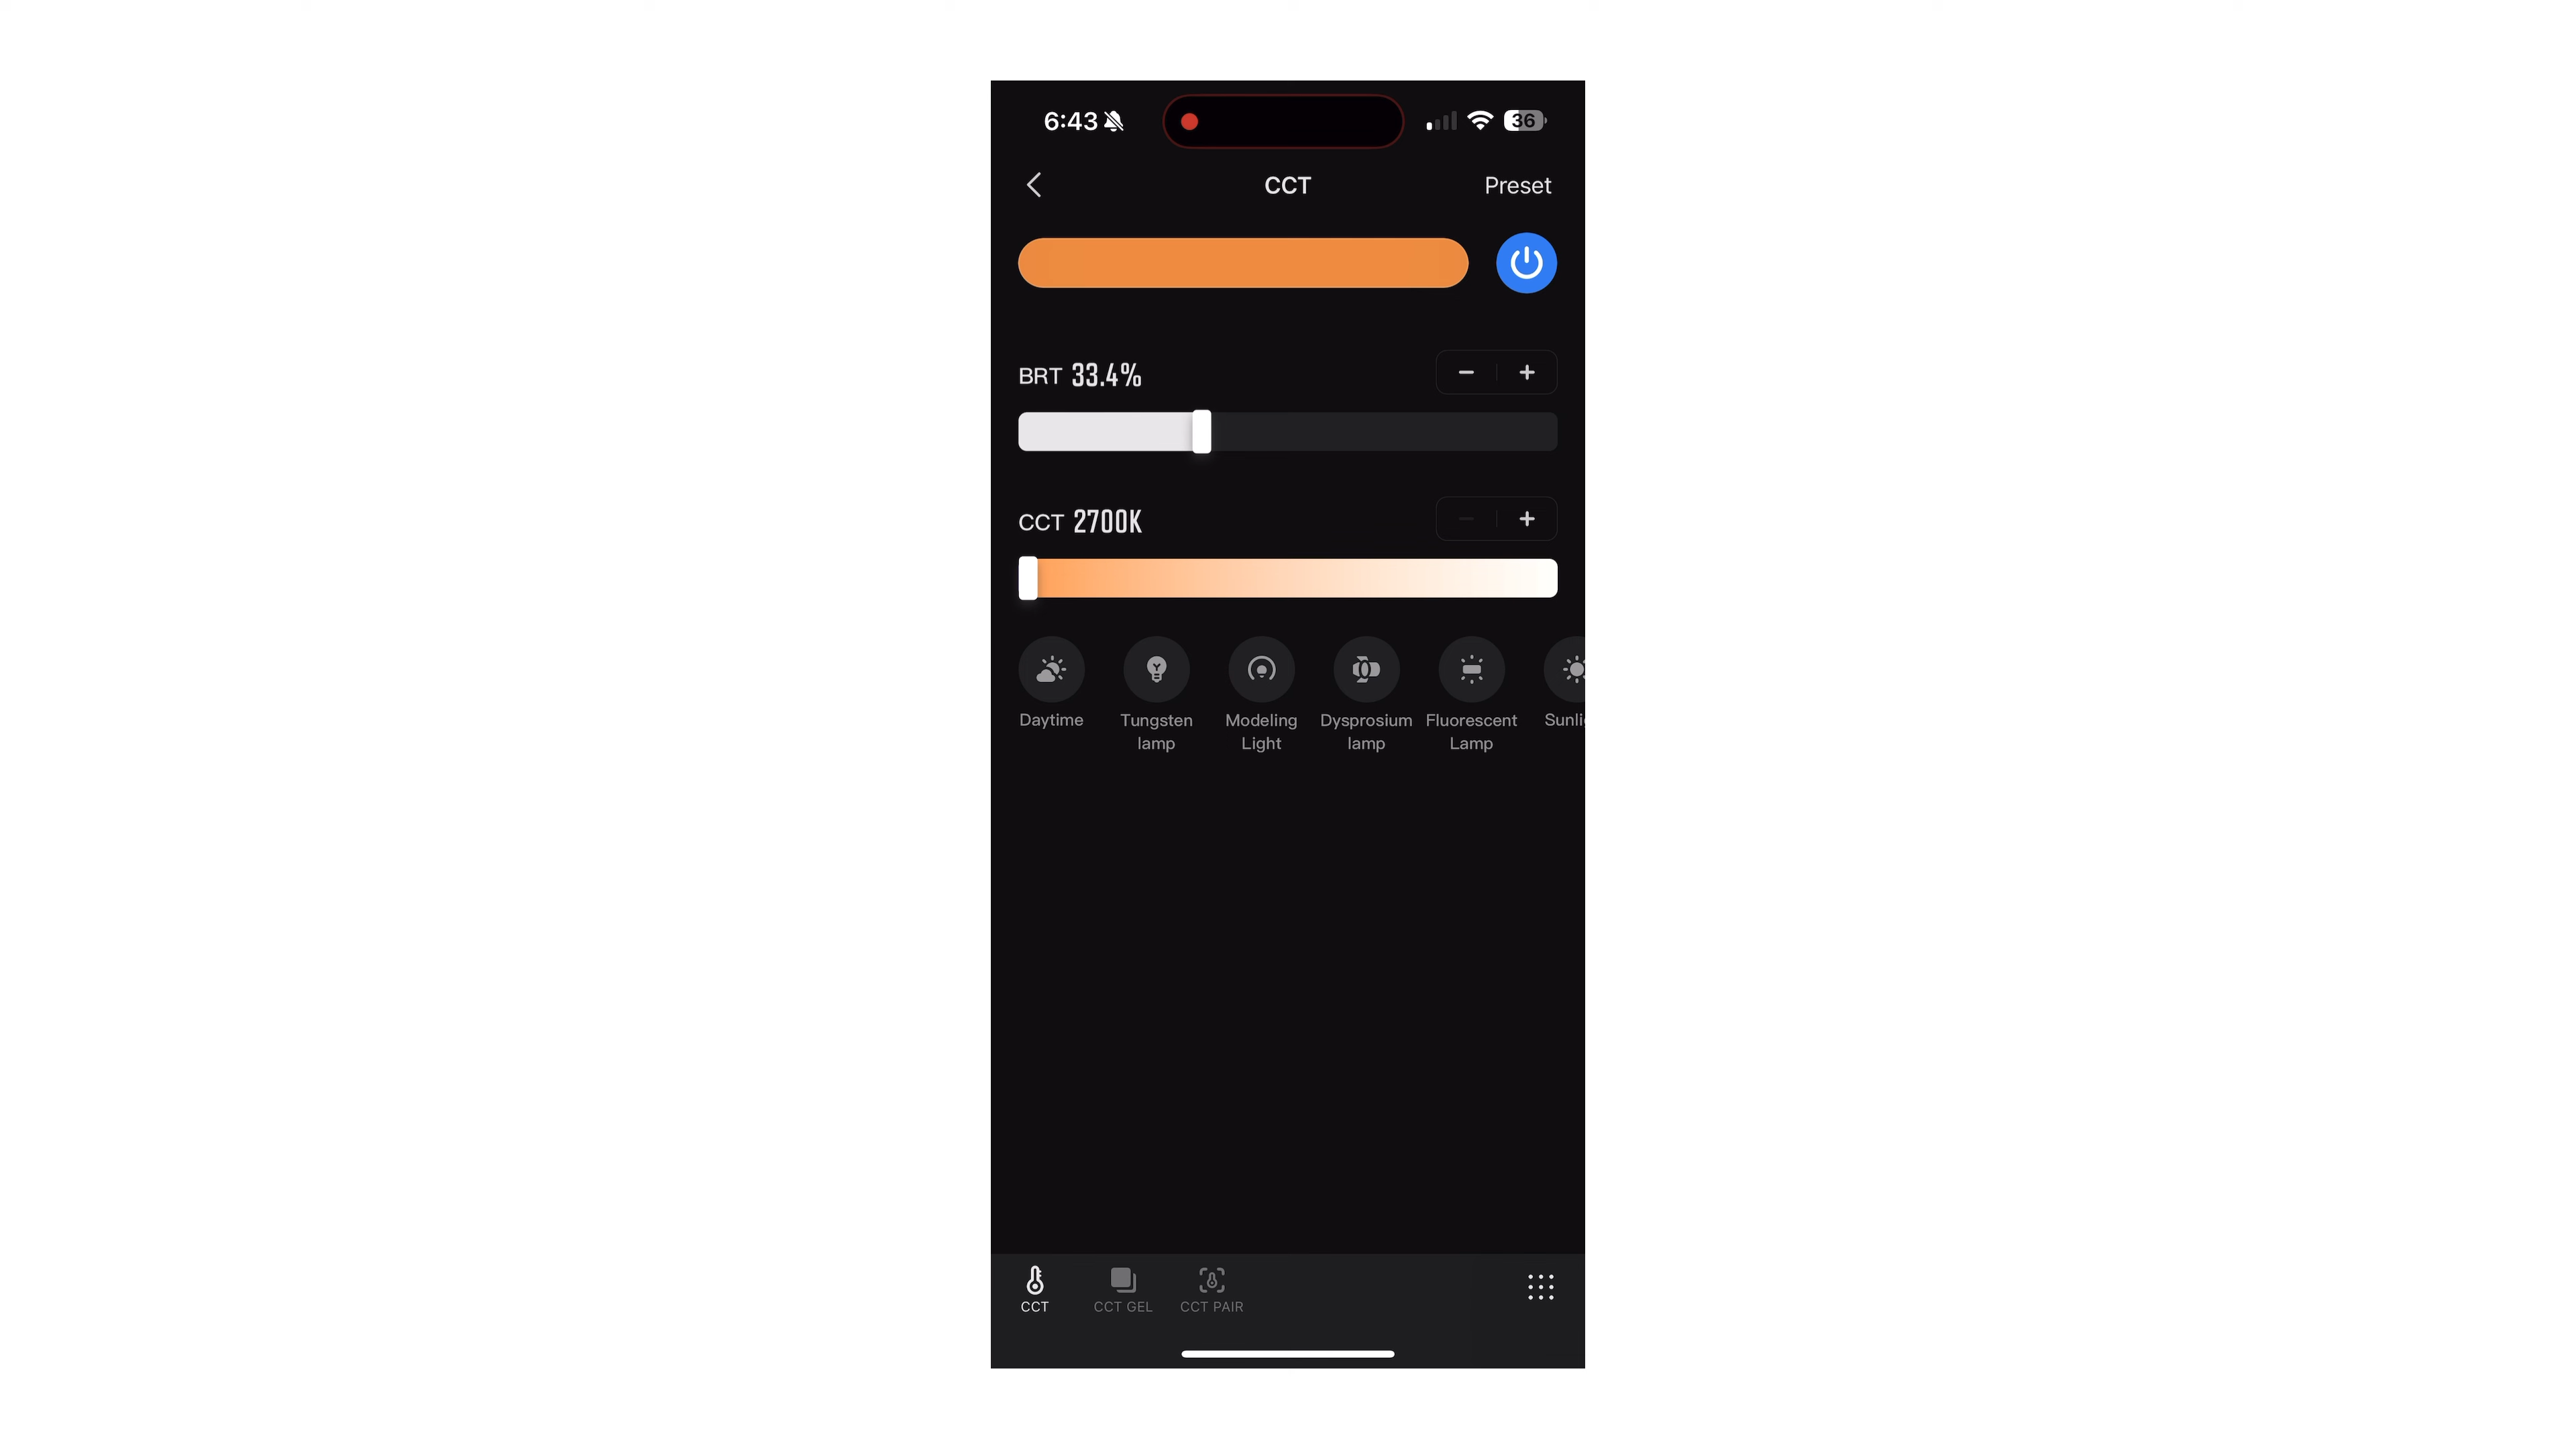 6:43 36
CCT Preset
BRT 33.4%
CCT 2700K
Daytime
Tungsten lamp
Modeling Light
Dysprosium lamp
Fluorescent Lamp
Sunli
CCT
CCT GEL
CCT PAIR